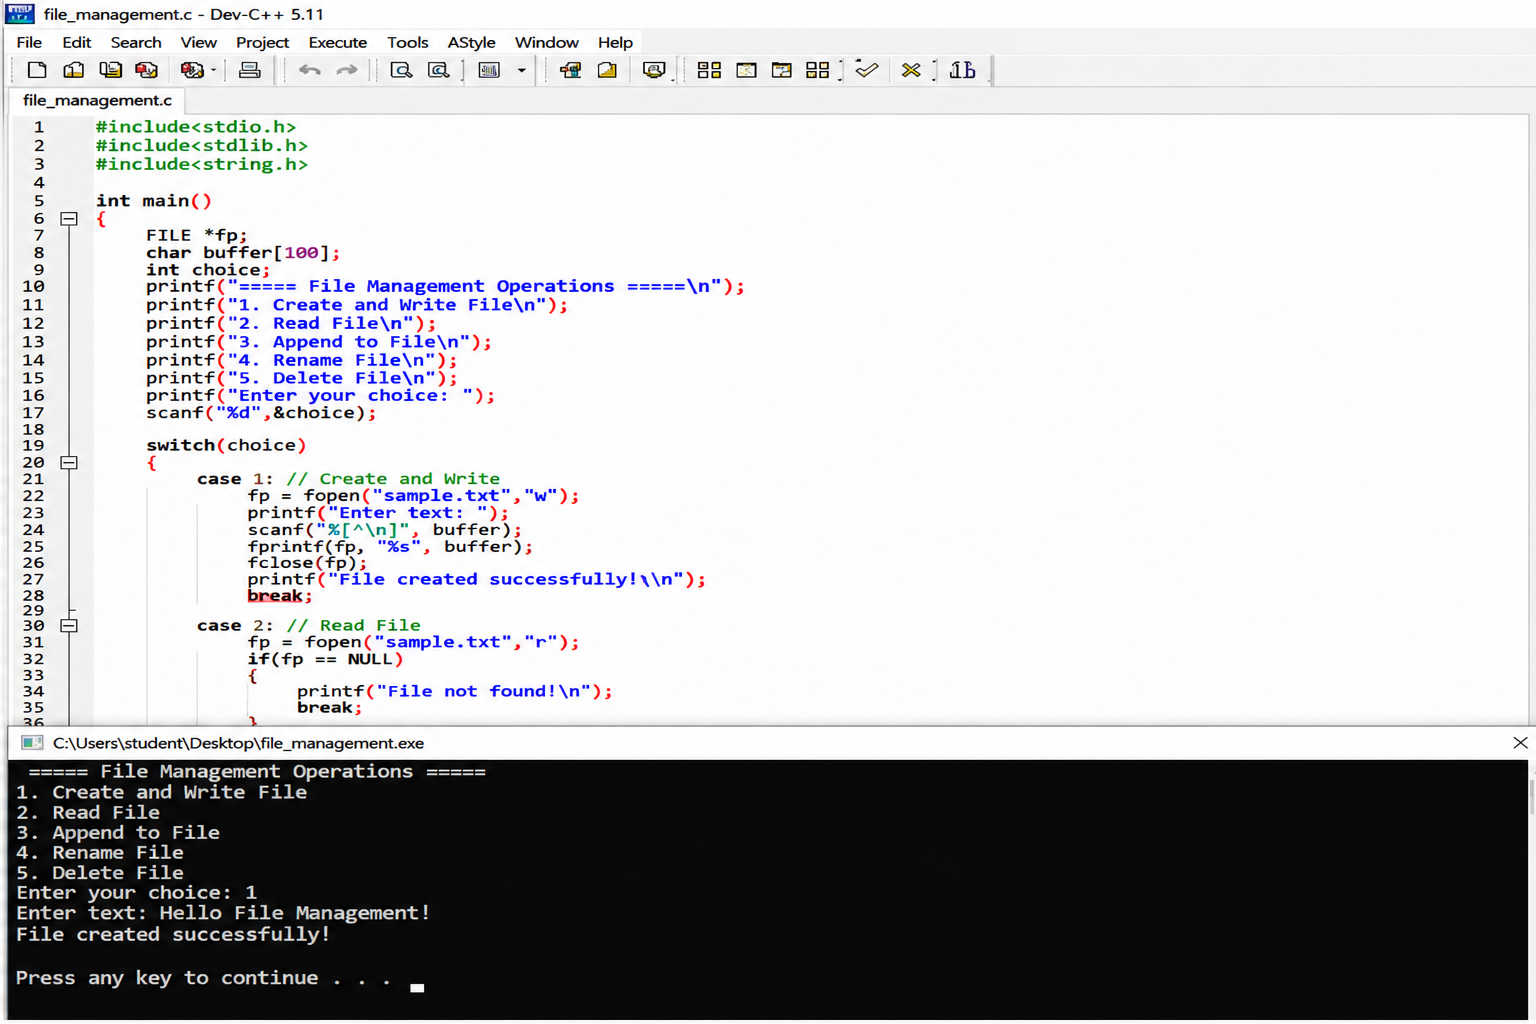 file_management.c - Dev-C++ 5.11
File Edit Search View Project Execute Tools AStyle Window Help
file_management.c
1 #include<stdio.h>
2 #include<stdlib.h>
3 #include<string.h>
4
5 int main()
6 {
7 FILE *fp;
8 char buffer[100];
9 int choice;
10 printf("===== File Management Operations =====\n");
11 printf("1. Create and Write File\n");
12 printf("2. Read File\n");
13 printf("3. Append to File\n");
14 printf("4. Rename File\n");
15 printf("5. Delete File\n");
16 printf("Enter your choice: ");
17 scanf("%d",&choice);
18
19 switch(choice)
20 {
21 case 1: // Create and Write
22 fp = fopen("sample.txt","w");
23 printf("Enter text: ");
24 scanf("%[^\n]", buffer);
25 fprintf(fp, "%s", buffer);
26 fclose(fp);
27 printf("File created successfully!\\n");
28 break;
29
30 case 2: // Read File
31 fp = fopen("sample.txt","r");
32 if(fp == NULL)
33 {
34 printf("File not found!\n");
35 break;
36 }
C:\Users\student\Desktop\file_management.exe
===== File Management Operations =====
1. Create and Write File
2. Read File
3. Append to File
4. Rename File
5. Delete File
Enter your choice: 1
Enter text: Hello File Management!
File created successfully!
Press any key to continue . . .